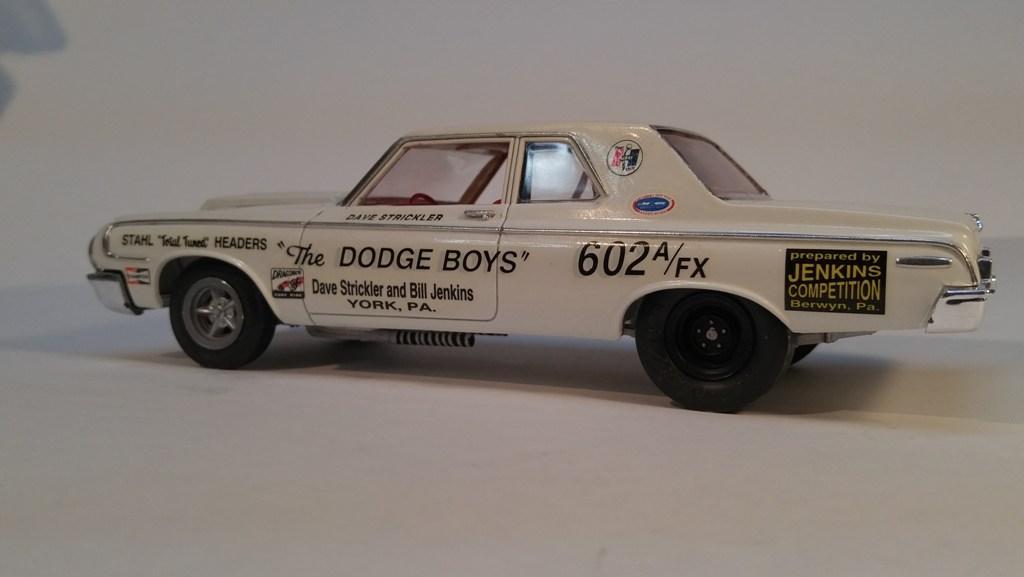 DAVE STRICKLER
STAHL "Total Tuned" HEADERS
"The DODGE BOYS"
602 A/FX
Dave Strickler and Bill Jenkins
YORK, PA.
prepared by
JENKINS
COMPETITION
Berwyn, Pa.